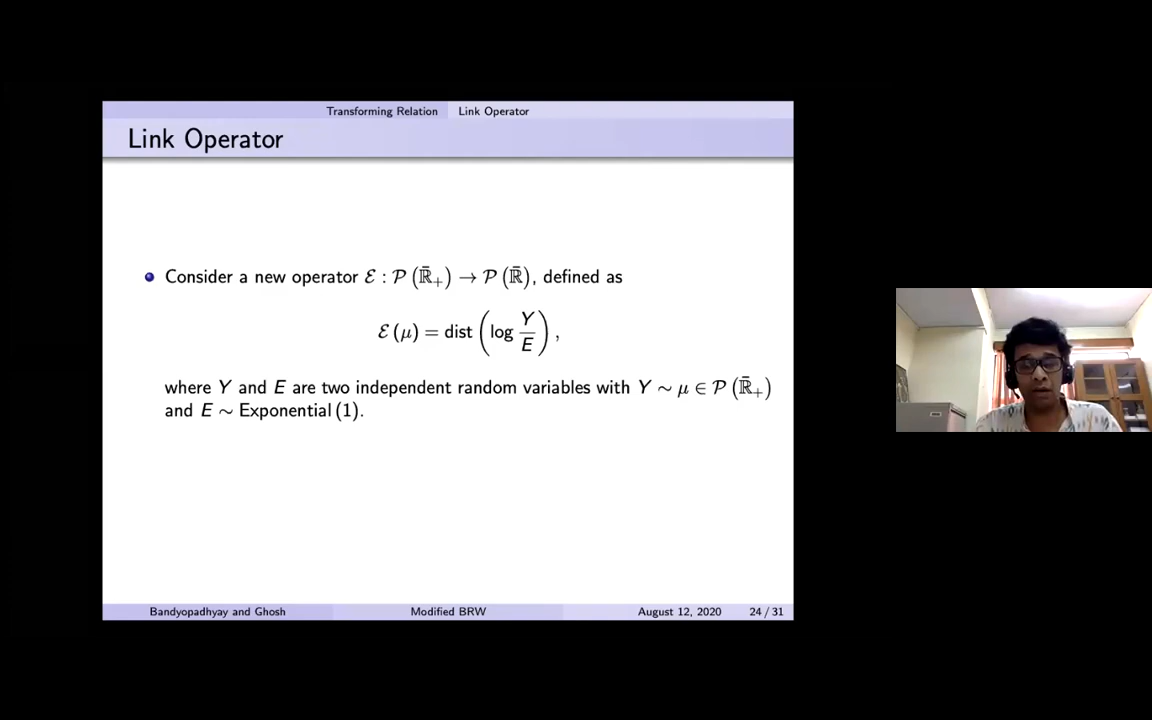 Transforming Relation Link Operator
Link Operator
Consider a new operator ℰ : 𝒫 (ℝ̄₊) → 𝒫 (ℝ̄), defined as
ℰ (μ) = dist (log Y/E),
where Y and E are two independent random variables with Y ∼ μ ∈ 𝒫 (ℝ̄₊)
and E ∼ Exponential (1).
Bandyopadhyay and Ghosh Modified BRW August 12, 2020 24 / 31